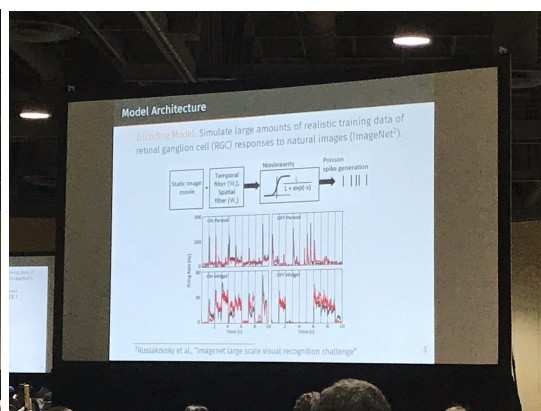 Model Architecture
Encoding Model: Simulate large amounts of realistic training data of
retinal ganglion cell (RGC) responses to natural images (ImageNet²).
Static image
movie
*
Temporal
filter (Wₜ),
Spatial
filter (Wₛ)
Nonlinearity
L
1 + exp(-x)
Poisson
spike generation
ON Parasol
OFF Parasol
ON Midget
OFF Midget
Firing Rate (Hz)
Time (s)
Time (s)
²Russakovsky et al., "Imagenet large scale visual recognition challenge"
3